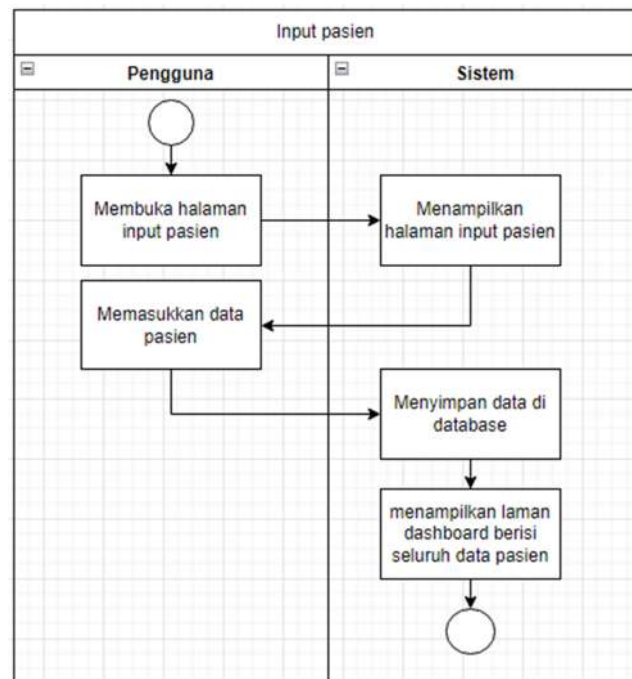 Input pasien
Pengguna
Sistem
Membuka halaman
input pasien
Menampilkan
halaman input pasien
Memasukkan data
pasien
Menyimpan data di
database
menampilkan laman
dashboard berisi
seluruh data pasien